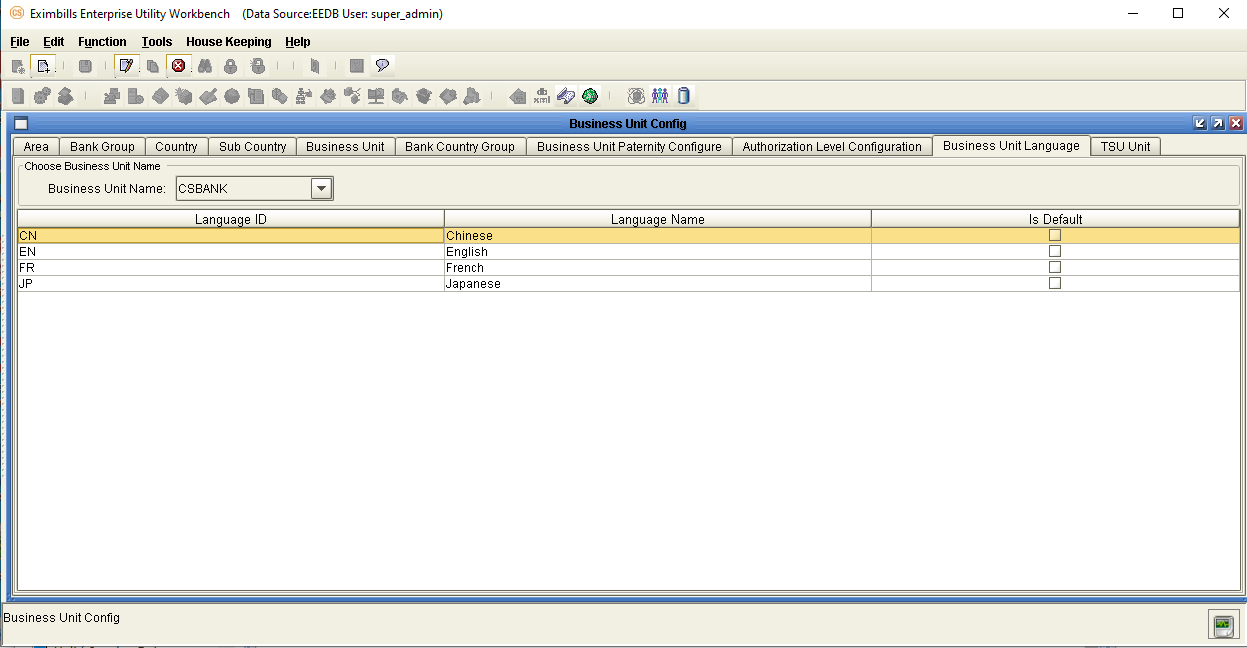 CS Eximbills Enterprise Utility Workbench (Data Source:EEDB User: super_admin)
File Edit Function Tools House Keeping Help
db
xml
Business Unit Config
Area Bank Group Country Sub Country Business Unit Bank Country Group Business Unit Paternity Configure Authorization Level Configuration Business Unit Language TSU Unit
Choose Business Unit Name
Business Unit Name: CSBANK
Language ID Language Name Is Default
CN Chinese
EN English
FR French
JP Japanese
Business Unit Config